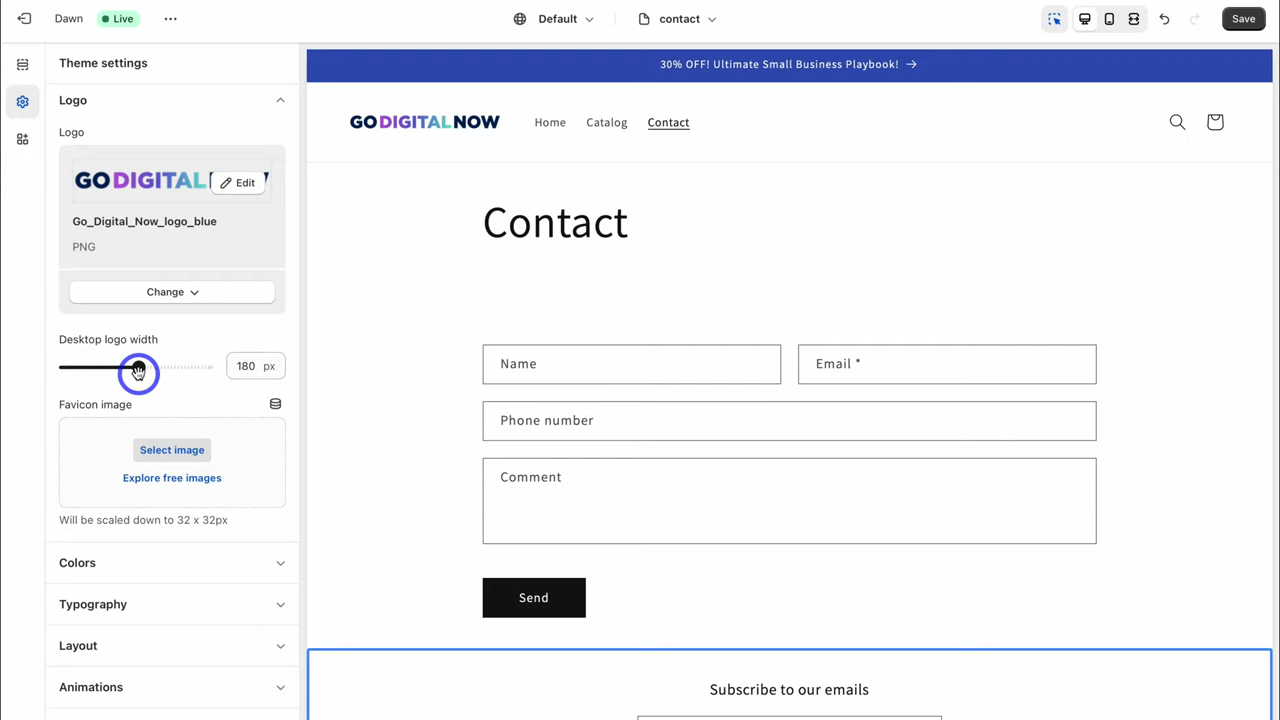 Dawn Live Default contact Save
Theme settings
Logo
Logo
GO DIGITAL
Edit
Go_Digital_Now_logo_blue
PNG
Change
Desktop logo width
180 px
Favicon image
Select image
Explore free images
Will be scaled down to 32 x 32px
Colors
Typography
Layout
Animations
30% OFF! Ultimate Small Business Playbook! →
GO DIGITAL NOW Home Catalog Contact
Contact
Name Email *
Phone number
Comment
Send
Subscribe to our emails